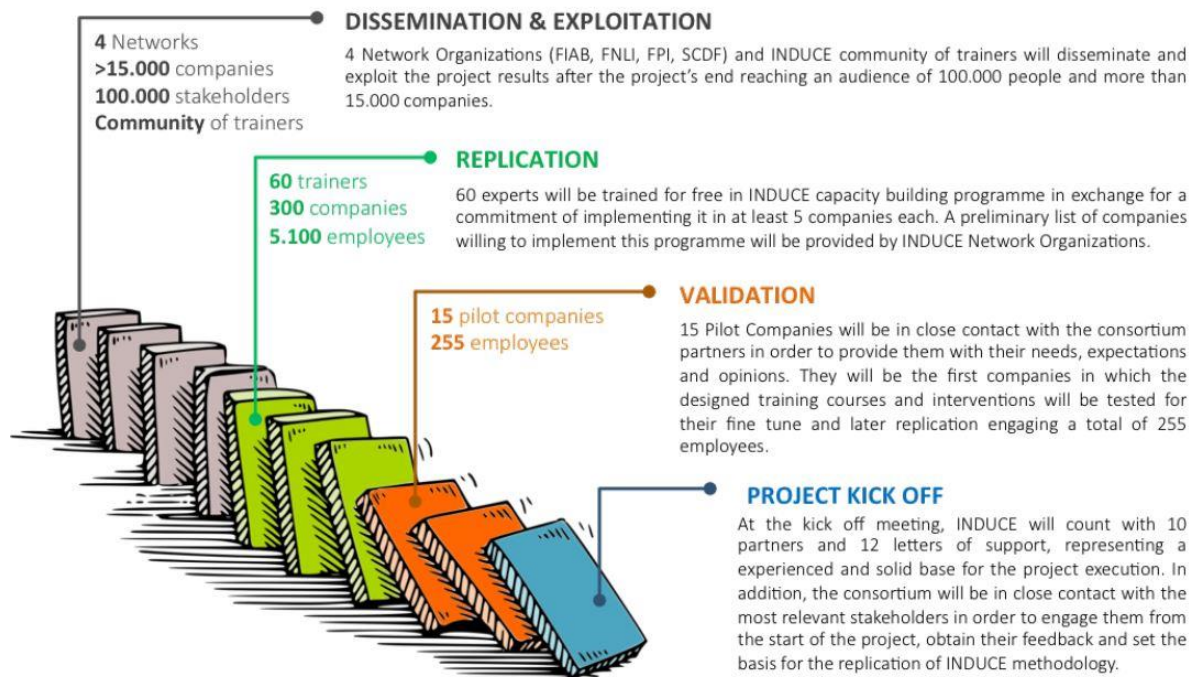 DISSEMINATION & EXPLOITATION
4 Networks
>15.000 companies
100.000 stakeholders
Community of trainers
4 Network Organizations (FIAB, FNLI, FPI, SCDF) and INDUCE community of trainers will disseminate and
exploit the project results after the project's end reaching an audience of 100.000 people and more than
15.000 companies.
REPLICATION
60 trainers
300 companies
5.100 employees
60 experts will be trained for free in INDUCE capacity building programme in exchange for a
commitment of implementing it in at least 5 companies each. A preliminary list of companies
willing to implement this programme will be provided by INDUCE Network Organizations.
VALIDATION
15 pilot companies
255 employees
15 Pilot Companies will be in close contact with the consortium
partners in order to provide them with their needs, expectations
and opinions. They will be the first companies in which the
designed training courses and interventions will be tested for
their fine tune and later replication engaging a total of 255
employees.
PROJECT KICK OFF
At the kick off meeting, INDUCE will count with 10
partners and 12 letters of support, representing a
experienced and solid base for the project execution. In
addition, the consortium will be in close contact with the
most relevant stakeholders in order to engage them from
the start of the project, obtain their feedback and set the
basis for the replication of INDUCE methodology.